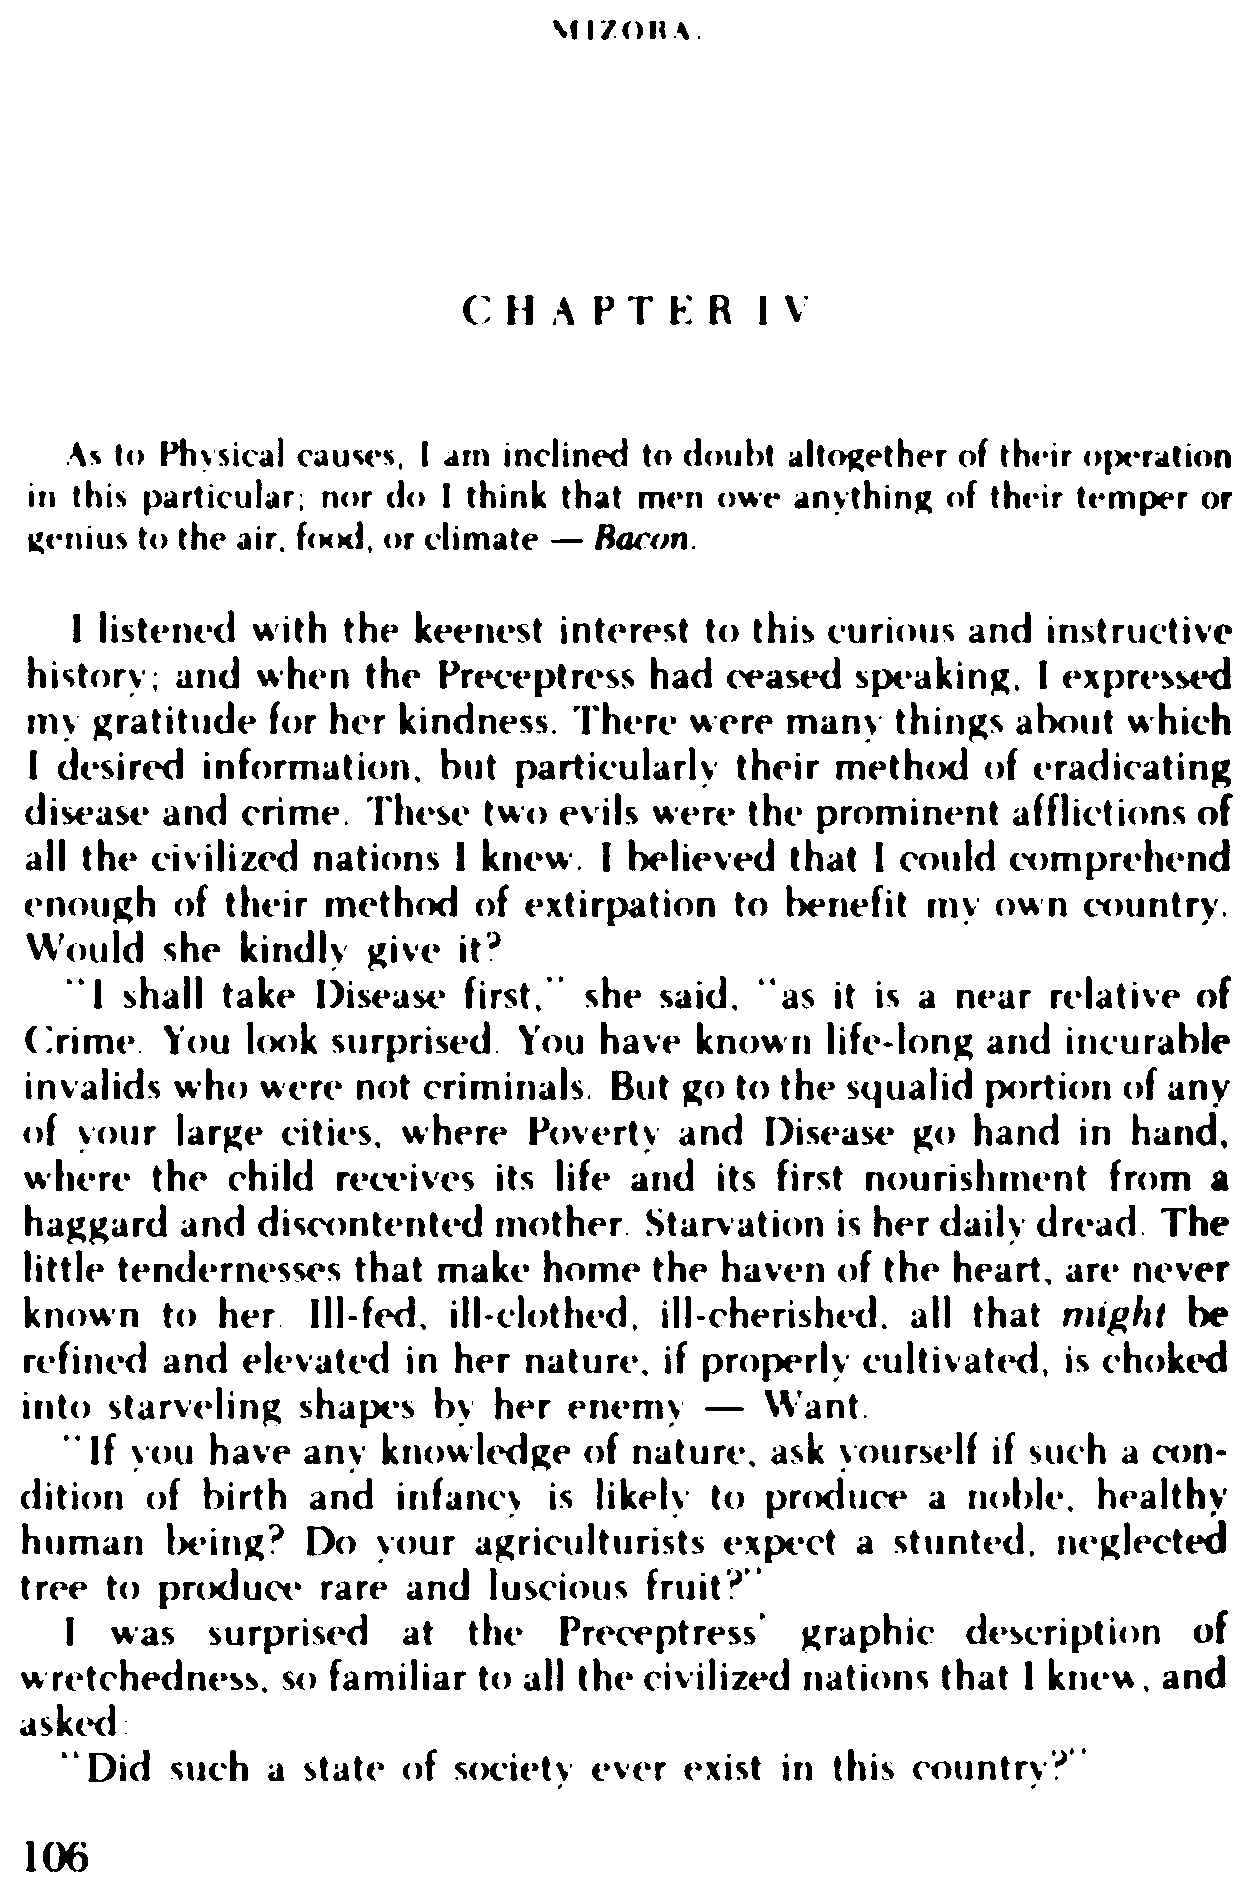 MIZORA.
CHAPTER IV
As to Physical causes, I am inclined to doubt altogether of their operation
in this particular; nor do I think that men owe anything of their temper or
genius to the air, food, or climate — Bacon.
I listened with the keenest interest to this curious and instructive
history; and when the Preceptress had ceased speaking, I expressed
my gratitude for her kindness. There were many things about which
I desired information, but particularly their method of eradicating
disease and crime. These two evils were the prominent afflictions of
all the civilized nations I knew. I believed that I could comprehend
enough of their method of extirpation to benefit my own country.
Would she kindly give it?
"I shall take Disease first," she said, "as it is a near relative of
Crime. You look surprised. You have known life-long and incurable
invalids who were not criminals. But go to the squalid portion of any
of your large cities, where Poverty and Disease go hand in hand,
where the child receives its life and its first nourishment from a
haggard and discontented mother. Starvation is her daily dread. The
little tendernesses that make home the haven of the heart, are never
known to her. Ill-fed, ill-clothed, ill-cherished, all that might be
refined and elevated in her nature, if properly cultivated, is choked
into starveling shapes by her enemy — Want.
"If you have any knowledge of nature, ask yourself if such a con-
dition of birth and infancy is likely to produce a noble, healthy
human being? Do your agriculturists expect a stunted, neglected
tree to produce rare and luscious fruit?"
I was surprised at the Preceptress' graphic description of
wretchedness, so familiar to all the civilized nations that I knew, and
asked:
"Did such a state of society ever exist in this country?"
106